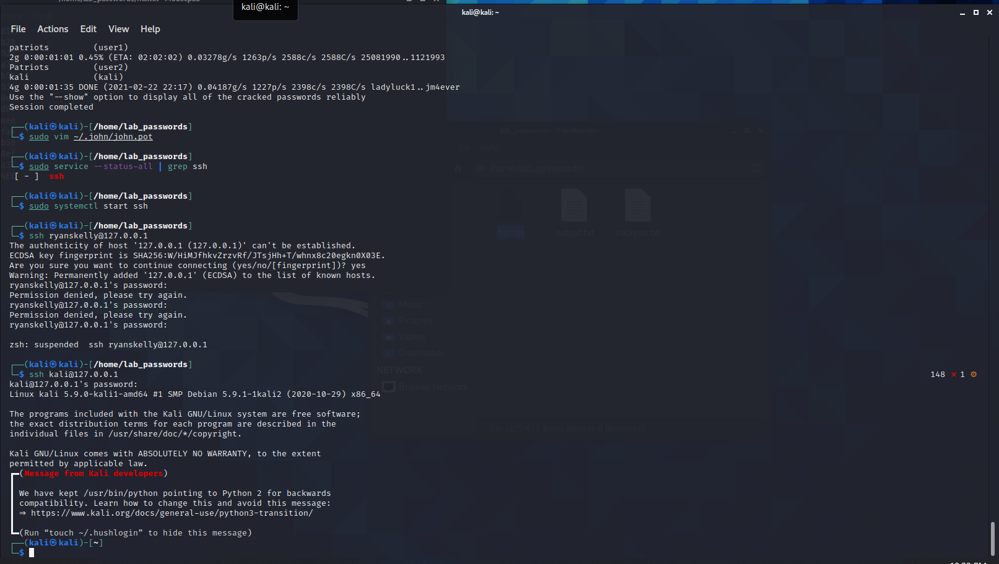 kali@kali: ~
kali@kali: ~
File Actions Edit View Help
patriots (user1)
2g 0:00:01:01 0.45% (ETA: 02:02:02) 0.03278g/s 1263p/s 2588c/s 2588C/s 25081990..1121993
Patriots (user2)
kali (kali)
4g 0:00:01:35 DONE (2021-02-22 22:17) 0.04187g/s 1227p/s 2398c/s 2398C/s ladyluck1..jm4ever
Use the "--show" option to display all of the cracked passwords reliably
Session completed
┌──(kali㉿kali)-[/home/lab_passwords]
└─$ sudo vim ~/.john/john.pot
┌──(kali㉿kali)-[/home/lab_passwords]
└─$ sudo service --status-all | grep ssh
[ - ] ssh
┌──(kali㉿kali)-[/home/lab_passwords]
└─$ sudo systemctl start ssh
┌──(kali㉿kali)-[/home/lab_passwords]
└─$ ssh ryanskelly@127.0.0.1
The authenticity of host '127.0.0.1 (127.0.0.1)' can't be established.
ECDSA key fingerprint is SHA256:W/HiMJfhkvZrzvRf/JTsjHh+T/whnx8c20egkn0X03E.
Are you sure you want to continue connecting (yes/no/[fingerprint])? yes
Warning: Permanently added '127.0.0.1' (ECDSA) to the list of known hosts.
ryanskelly@127.0.0.1's password:
Permission denied, please try again.
ryanskelly@127.0.0.1's password:
Permission denied, please try again.
ryanskelly@127.0.0.1's password:
zsh: suspended ssh ryanskelly@127.0.0.1
┌──(kali㉿kali)-[/home/lab_passwords]
└─$ ssh kali@127.0.0.1 148 ⨯ 1 ⚙
kali@127.0.0.1's password:
Linux kali 5.9.0-kali1-amd64 #1 SMP Debian 5.9.1-1kali2 (2020-10-29) x86_64
The programs included with the Kali GNU/Linux system are free software;
the exact distribution terms for each program are described in the
individual files in /usr/share/doc/*/copyright.
Kali GNU/Linux comes with ABSOLUTELY NO WARRANTY, to the extent
permitted by applicable law.
┏━(Message from Kali developers)
┃ We have kept /usr/bin/python pointing to Python 2 for backwards
┃ compatibility. Learn how to change this and avoid this message:
┃ ⇒ https://www.kali.org/docs/general-use/python3-transition/
┗━(Run “touch ~/.hushlogin” to hide this message)
┌──(kali㉿kali)-[~]
└─$
Go Help
/home/lab_passwords/
output.txt rockyou.txt
Music
Pictures
Videos
Downloads
NETWORK
Browse Network